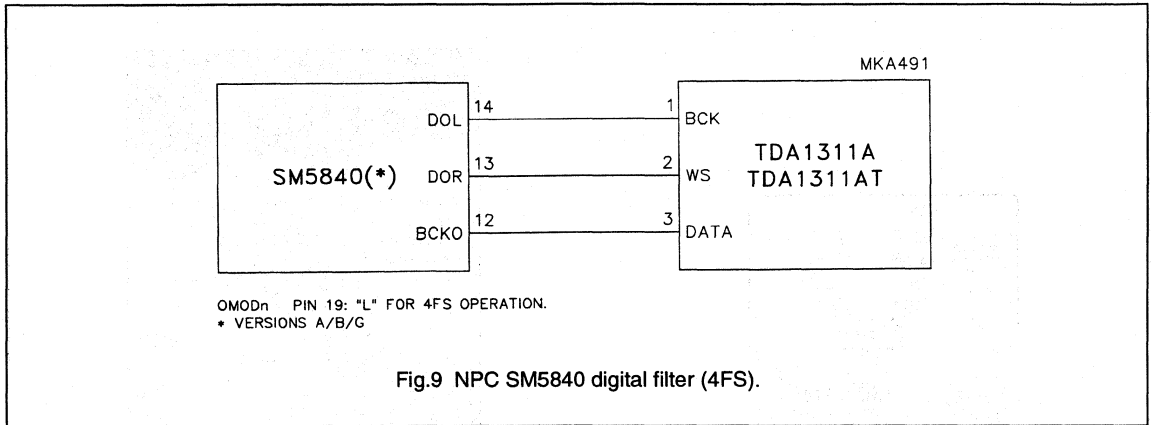 MKA491
DOL 14 1 BCK
SM5840(*) DOR 13 2 WS TDA1311A
TDA1311AT
BCKO 12 3 DATA
OMODn PIN 19: "L" FOR 4FS OPERATION.
* VERSIONS A/B/G
Fig.9 NPC SM5840 digital filter (4FS).